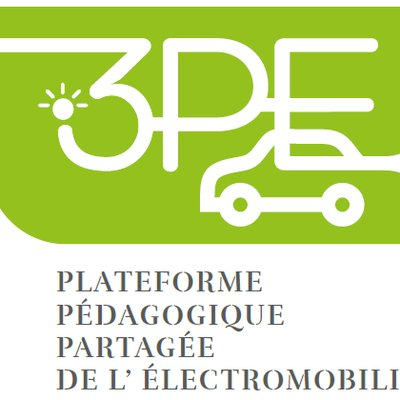 3PE
PLATEFORME
PÉDAGOGIQUE
PARTAGÉE
DE L' ÉLECTROMOBILI